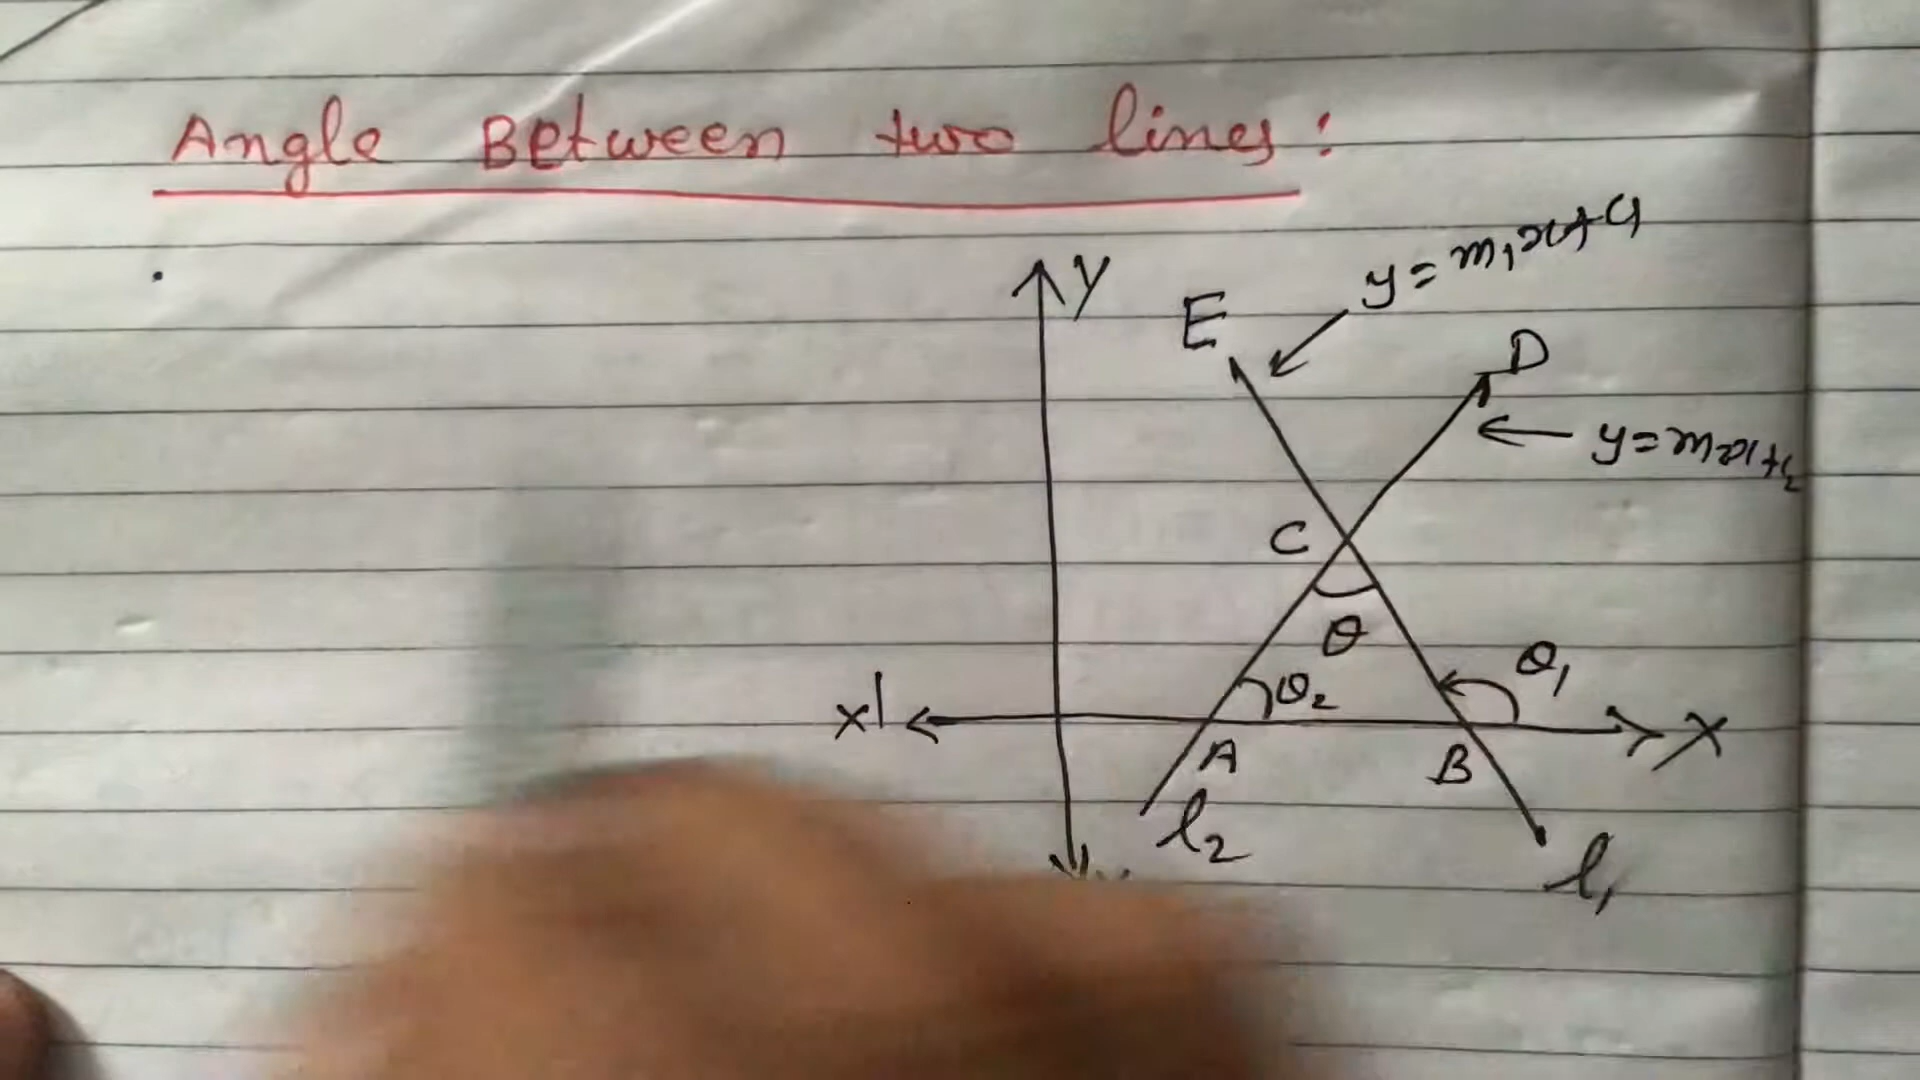 Angle Between two lines:
y
E
y = m1x+c1
D
y=m2x+c2
C
θ
θ2
θ1
x'
X
A
B
l2
l1